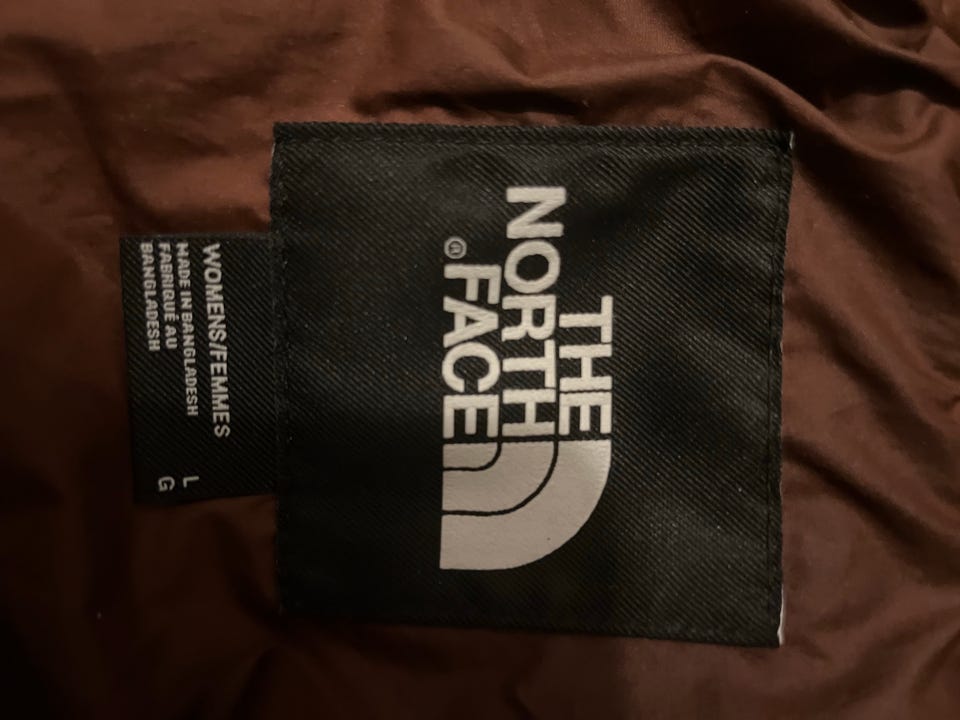 THE
NORTH
FACE
®
WOMENS/FEMMES
MADE IN BANGLADESH L
FABRIQUÉ AU G
BANGLADESH